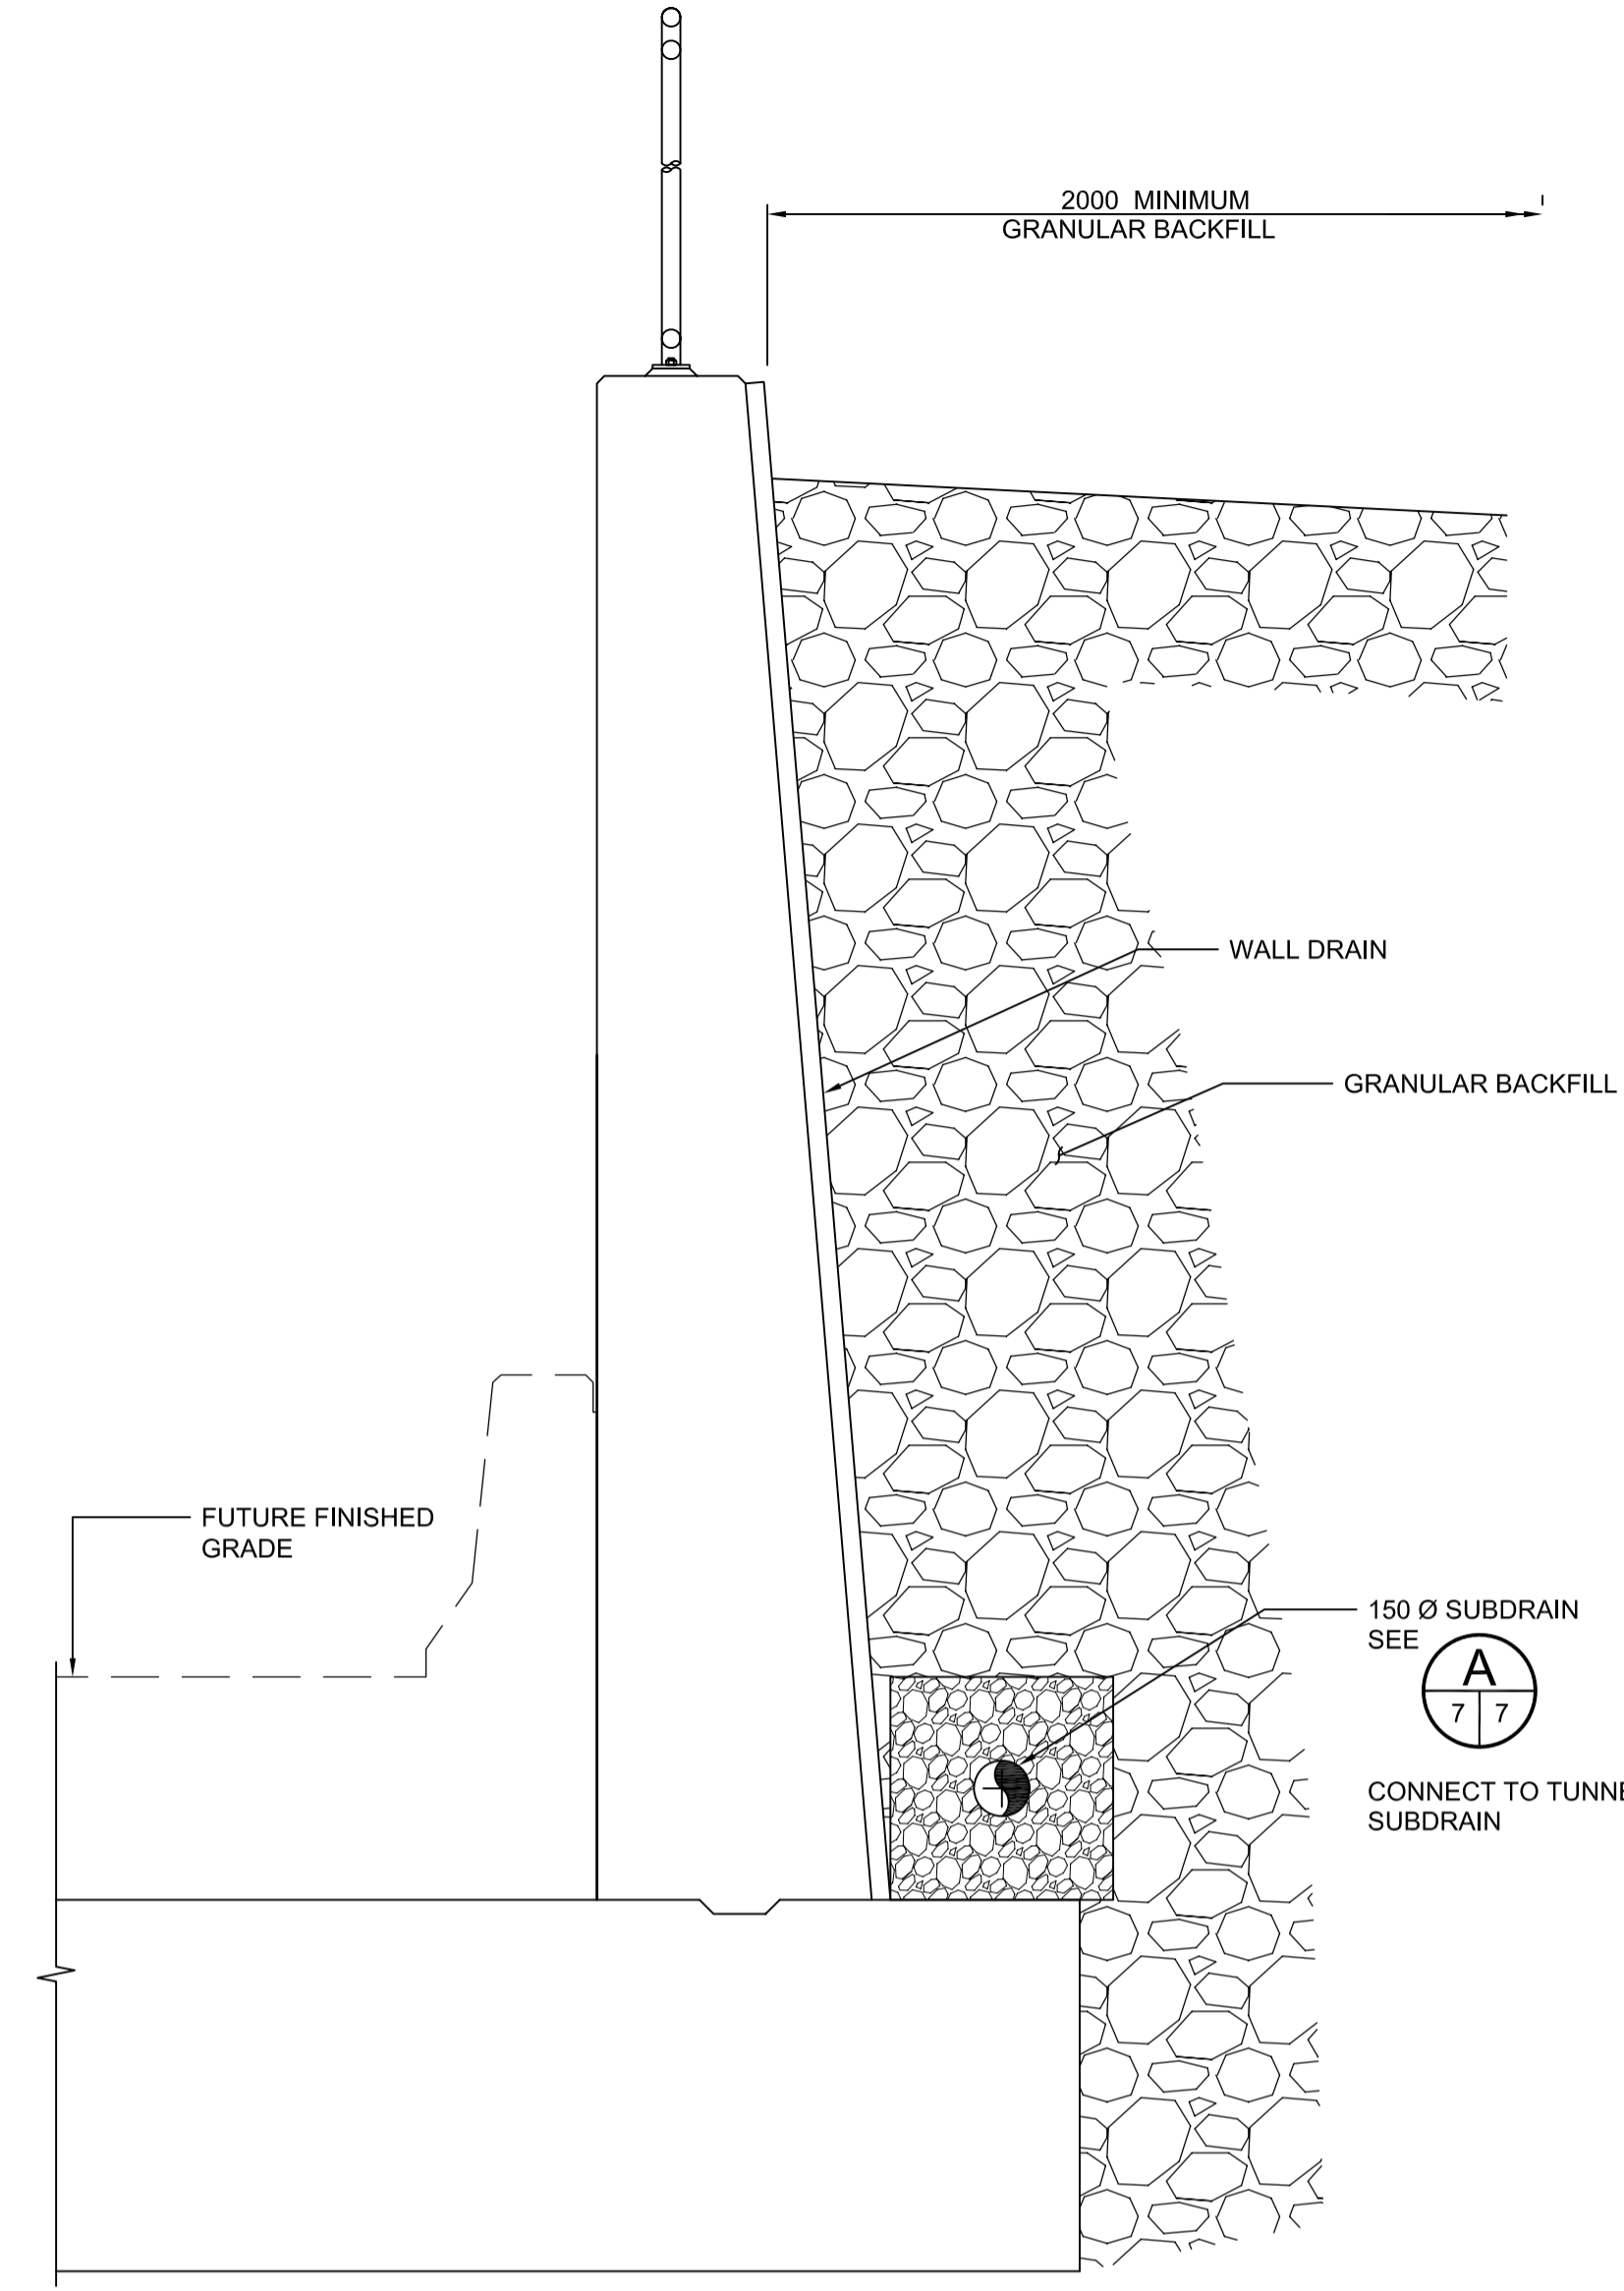 2000 MINIMUM
GRANULAR BACKFILL
WALL DRAIN
GRANULAR BACKFILL
FUTURE FINISHED
GRADE
150 Ø SUBDRAIN
SEE
A
7 7
CONNECT TO TUNNE
SUBDRAIN